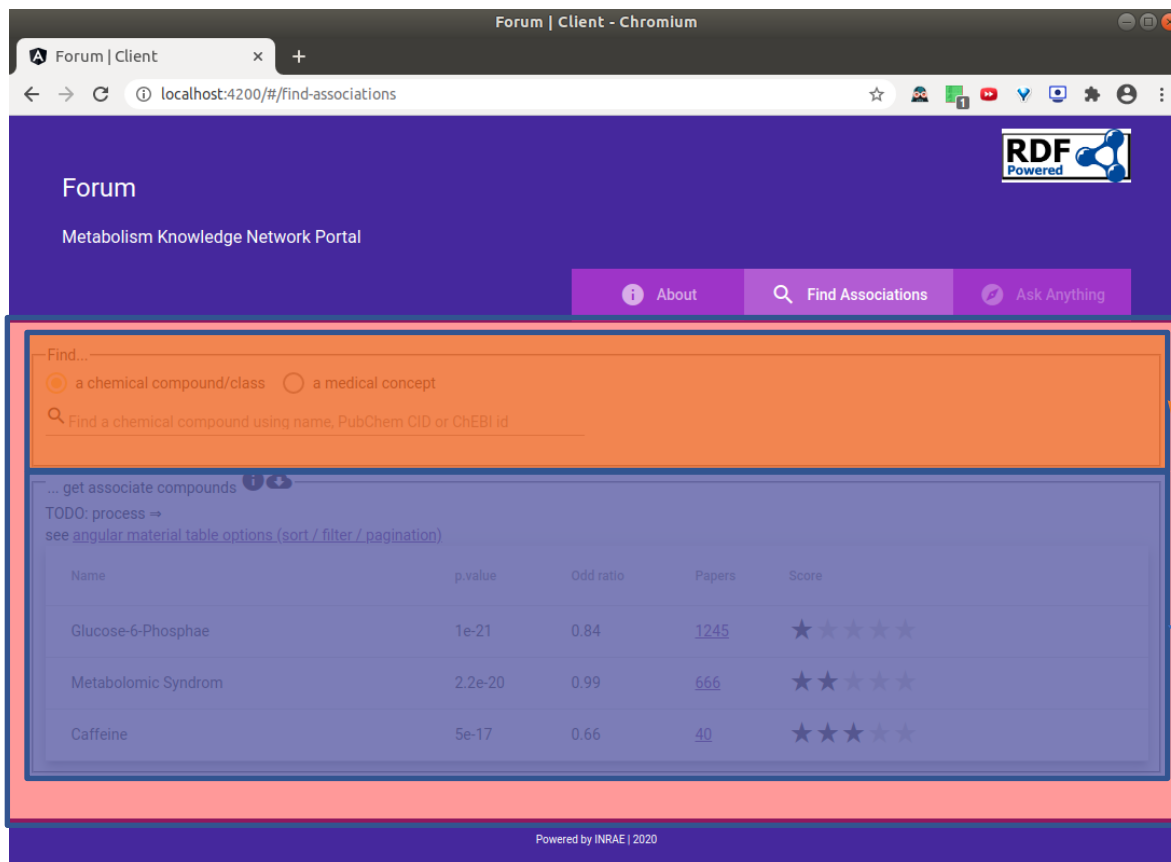 Forum | Client - Chromium
Forum | Client
localhost:4200/#/find-associations
1
RDF
Powered
Forum
Metabolism Knowledge Network Portal
About Find Associations Ask Anything
Find...
a chemical compound/class a medical concept
Find a chemical compound using name, PubChem CID or ChEBI id
... get associate compounds
TODO: process ⇒
see angular material table options (sort / filter / pagination)
Name p.value Odd ratio Papers Score
Glucose-6-Phosphae 1e-21 0.84 1245
Metabolomic Syndrom 2.2e-20 0.99 666
Caffeine 5e-17 0.66 40
Powered by INRAE | 2020